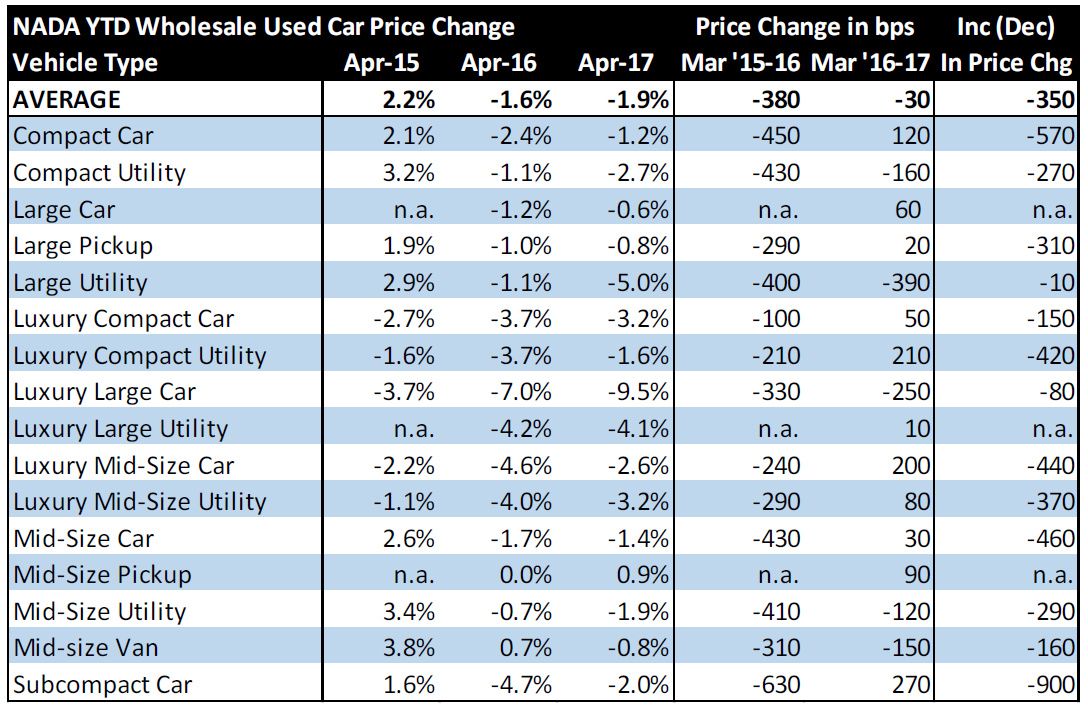 NADA YTD Wholesale Used Car Price Change Price Change in bps Inc (Dec)
Vehicle Type Apr-15 Apr-16 Apr-17 Mar '15-16 Mar '16-17 In Price Chg
AVERAGE 2.2% -1.6% -1.9% -380 -30 -350
Compact Car 2.1% -2.4% -1.2% -450 120 -570
Compact Utility 3.2% -1.1% -2.7% -430 -160 -270
Large Car n.a. -1.2% -0.6% n.a. 60 n.a.
Large Pickup 1.9% -1.0% -0.8% -290 20 -310
Large Utility 2.9% -1.1% -5.0% -400 -390 -10
Luxury Compact Car -2.7% -3.7% -3.2% -100 50 -150
Luxury Compact Utility -1.6% -3.7% -1.6% -210 210 -420
Luxury Large Car -3.7% -7.0% -9.5% -330 -250 -80
Luxury Large Utility n.a. -4.2% -4.1% n.a. 10 n.a.
Luxury Mid-Size Car -2.2% -4.6% -2.6% -240 200 -440
Luxury Mid-Size Utility -1.1% -4.0% -3.2% -290 80 -370
Mid-Size Car 2.6% -1.7% -1.4% -430 30 -460
Mid-Size Pickup n.a. 0.0% 0.9% n.a. 90 n.a.
Mid-Size Utility 3.4% -0.7% -1.9% -410 -120 -290
Mid-size Van 3.8% 0.7% -0.8% -310 -150 -160
Subcompact Car 1.6% -4.7% -2.0% -630 270 -900